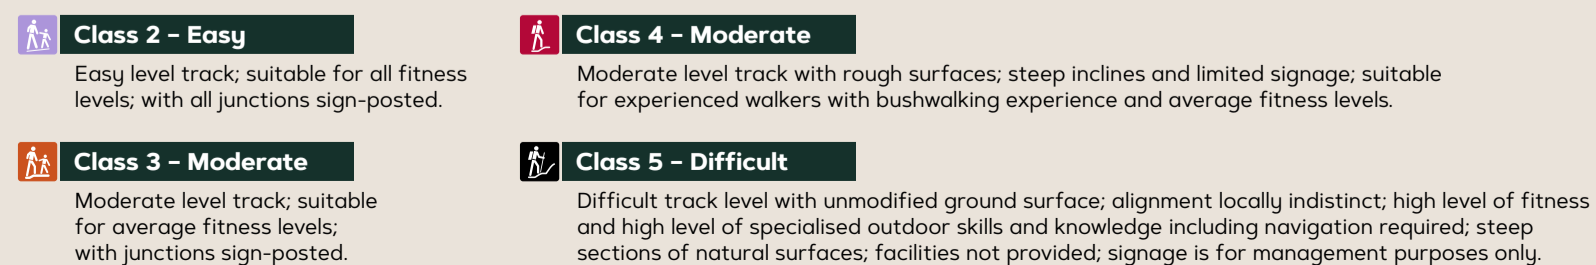 Class 2 – Easy
Easy level track; suitable for all fitness
levels; with all junctions sign-posted.
Class 3 – Moderate
Moderate level track; suitable
for average fitness levels;
with junctions sign-posted.
Class 4 – Moderate
Moderate level track with rough surfaces; steep inclines and limited signage; suitable
for experienced walkers with bushwalking experience and average fitness levels.
Class 5 – Difficult
Difficult track level with unmodified ground surface; alignment locally indistinct; high level of fitness
and high level of specialised outdoor skills and knowledge including navigation required; steep
sections of natural surfaces; facilities not provided; signage is for management purposes only.